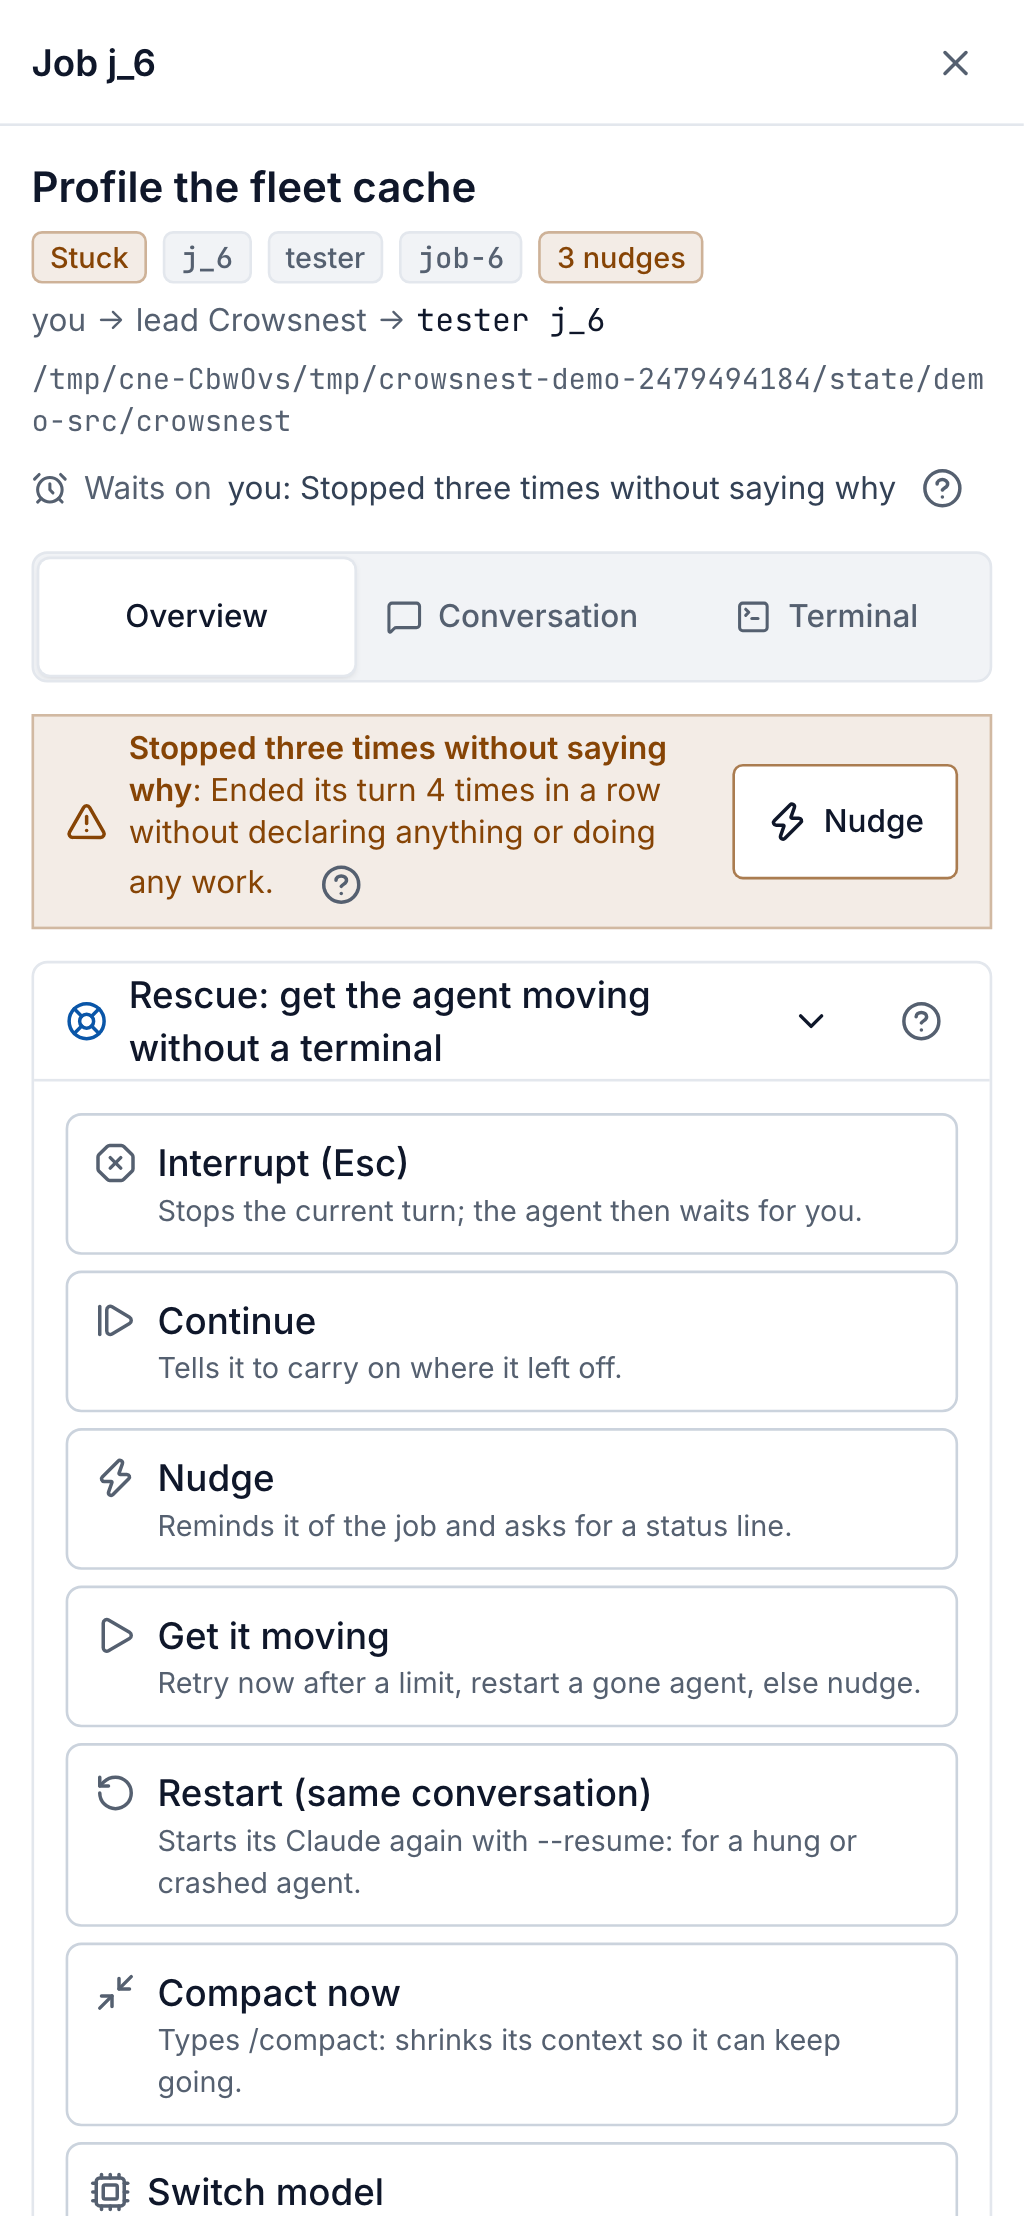 Job j_6
Profile the fleet cache
Stuck j_6 tester job-6 3 nudges
you → lead Crowsnest → tester j_6
/tmp/cne-CbwOvs/tmp/crowsnest-demo-2479494184/state/dem
o-src/crowsnest
Waits on you: Stopped three times without saying why
Overview Conversation Terminal
Stopped three times without saying
why: Ended its turn 4 times in a row
without declaring anything or doing
any work.
Nudge
Rescue: get the agent moving
without a terminal
Interrupt (Esc)
Stops the current turn; the agent then waits for you.
Continue
Tells it to carry on where it left off.
Nudge
Reminds it of the job and asks for a status line.
Get it moving
Retry now after a limit, restart a gone agent, else nudge.
Restart (same conversation)
Starts its Claude again with --resume: for a hung or
crashed agent.
Compact now
Types /compact: shrinks its context so it can keep
going.
Switch model